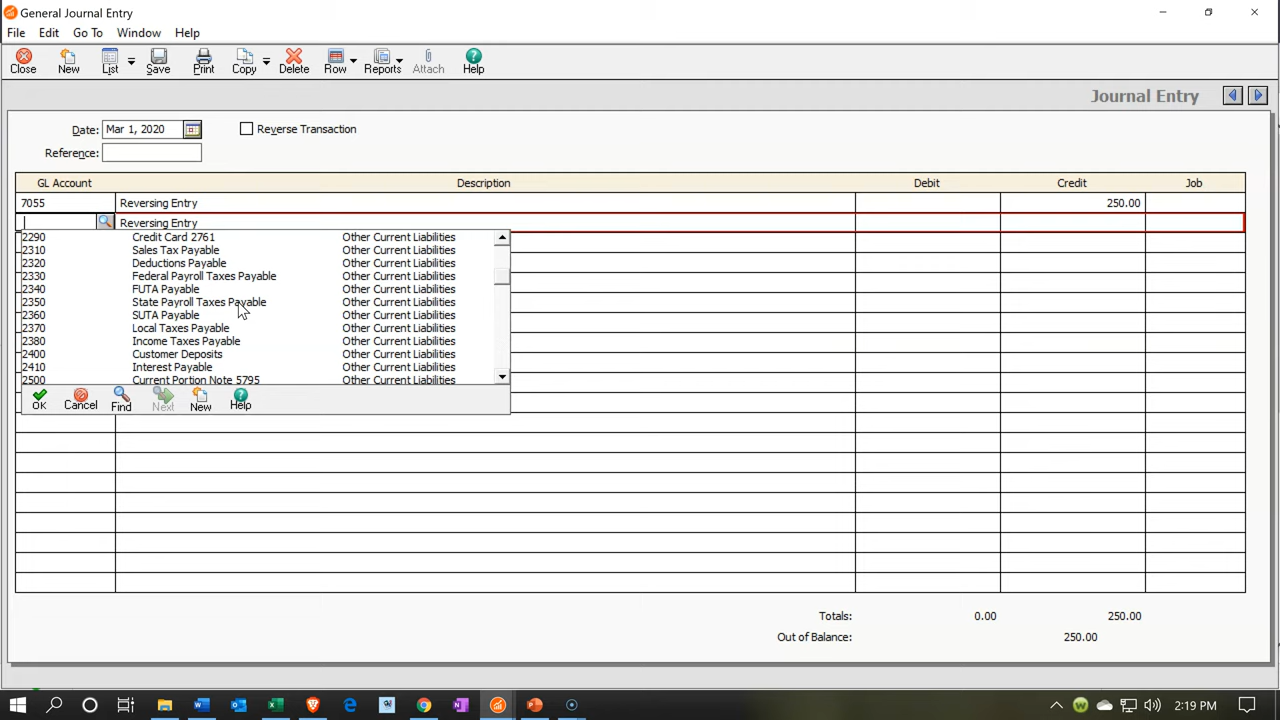 General Journal Entry
File Edit Go To Window Help
Close New List Save Print Copy Delete Row Reports Attach Help
Journal Entry
Date: Mar 1, 2020 Reverse Transaction
Reference:
GL Account Description Debit Credit Job
7055 Reversing Entry 250.00
Reversing Entry
2290 Credit Card 2761 Other Current Liabilities
2310 Sales Tax Payable Other Current Liabilities
2320 Deductions Payable Other Current Liabilities
2330 Federal Payroll Taxes Payable Other Current Liabilities
2340 FUTA Payable Other Current Liabilities
2350 State Payroll Taxes Payable Other Current Liabilities
2360 SUTA Payable Other Current Liabilities
2370 Local Taxes Payable Other Current Liabilities
2380 Income Taxes Payable Other Current Liabilities
2400 Customer Deposits Other Current Liabilities
2410 Interest Payable Other Current Liabilities
2500 Current Portion Note 5795 Other Current Liabilities
OK Cancel Find Next New Help
Totals: 0.00 250.00
Out of Balance: 250.00
2:19 PM